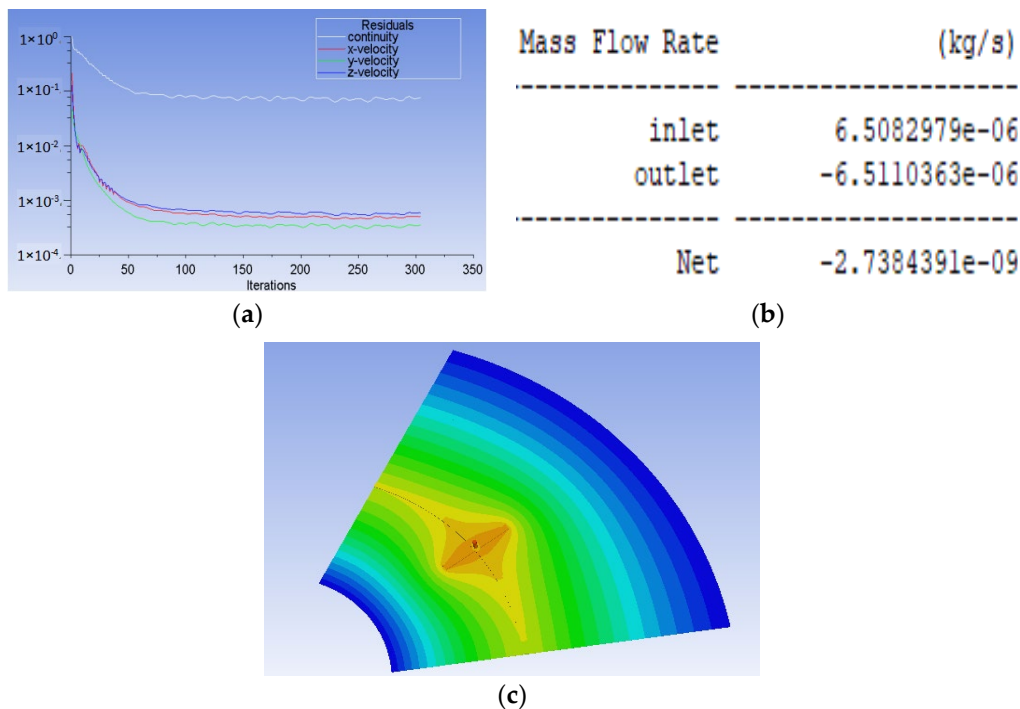 Residuals
continuity
x-velocity
y-velocity
z-velocity
1×10⁰
1×10⁻¹
1×10⁻²
1×10⁻³
1×10⁻⁴
0 50 100 150 200 250 300 350
Iterations
(a)
Mass Flow Rate (kg/s)
--------------- --------------------
inlet 6.5082979e-06
outlet -6.5110363e-06
--------------- --------------------
Net -2.7384391e-09
(b)
(c)